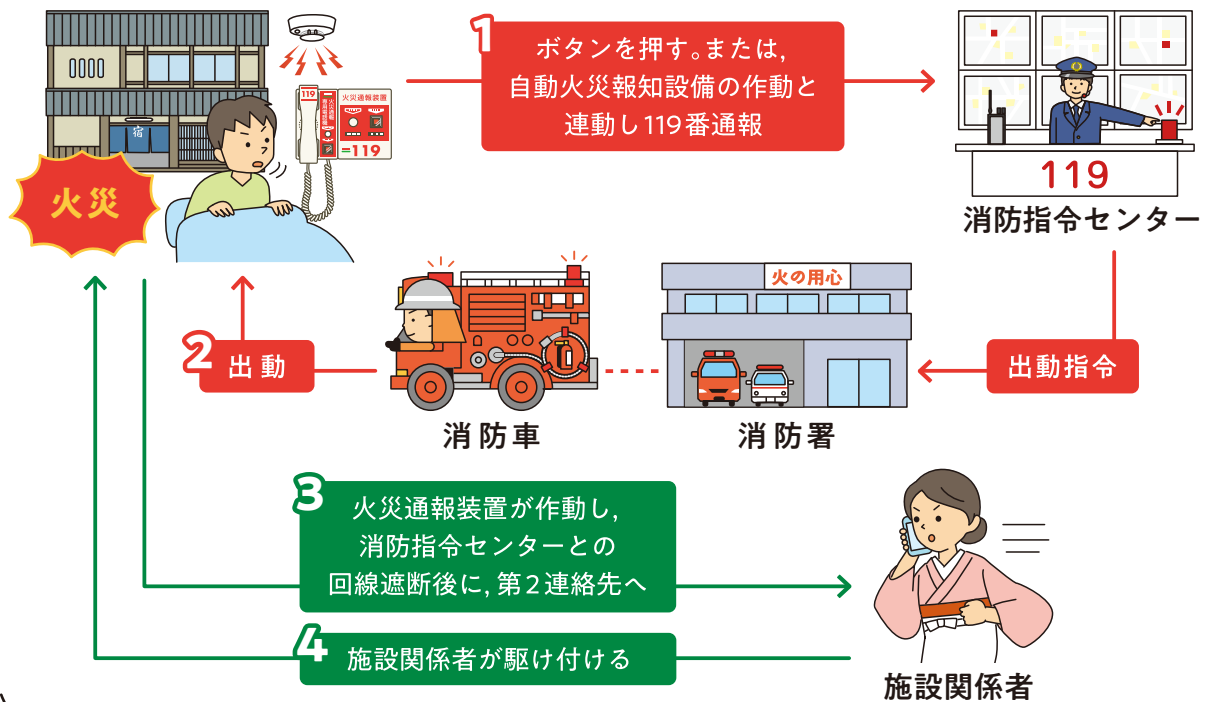 1
ボタンを押す。または,
自動火災報知設備の作動と
連動し119番通報
119
火災通報装置
119
宿
火災
119
消防指令センター
火の用心
2
出動
出動指令
消防車
消防署
3
火災通報装置が作動し,
消防指令センターとの
回線遮断後に, 第2連絡先へ
4
施設関係者が駆け付ける
施設関係者